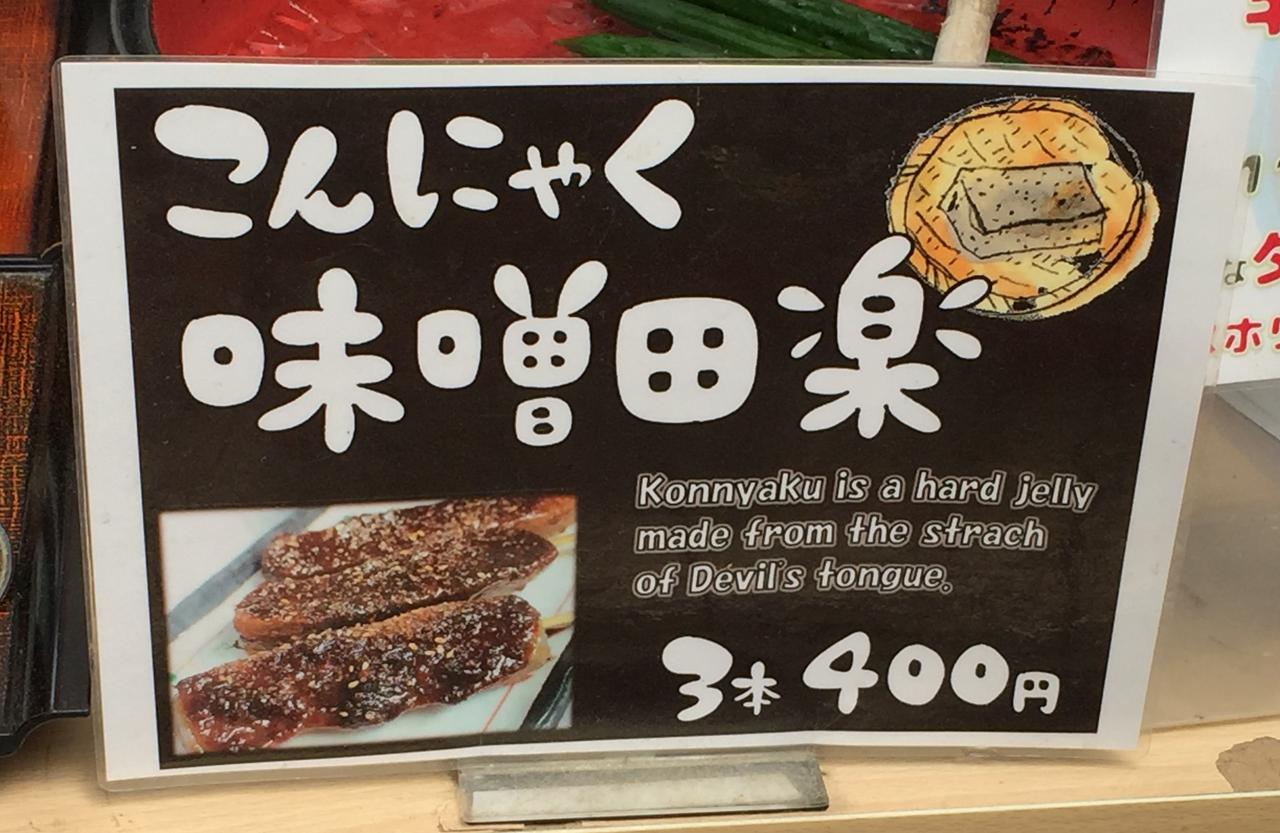 こんにゃく
味噌田楽
Konnyaku is a hard jelly
made from the strach
of Devil's tongue.
3本 400円